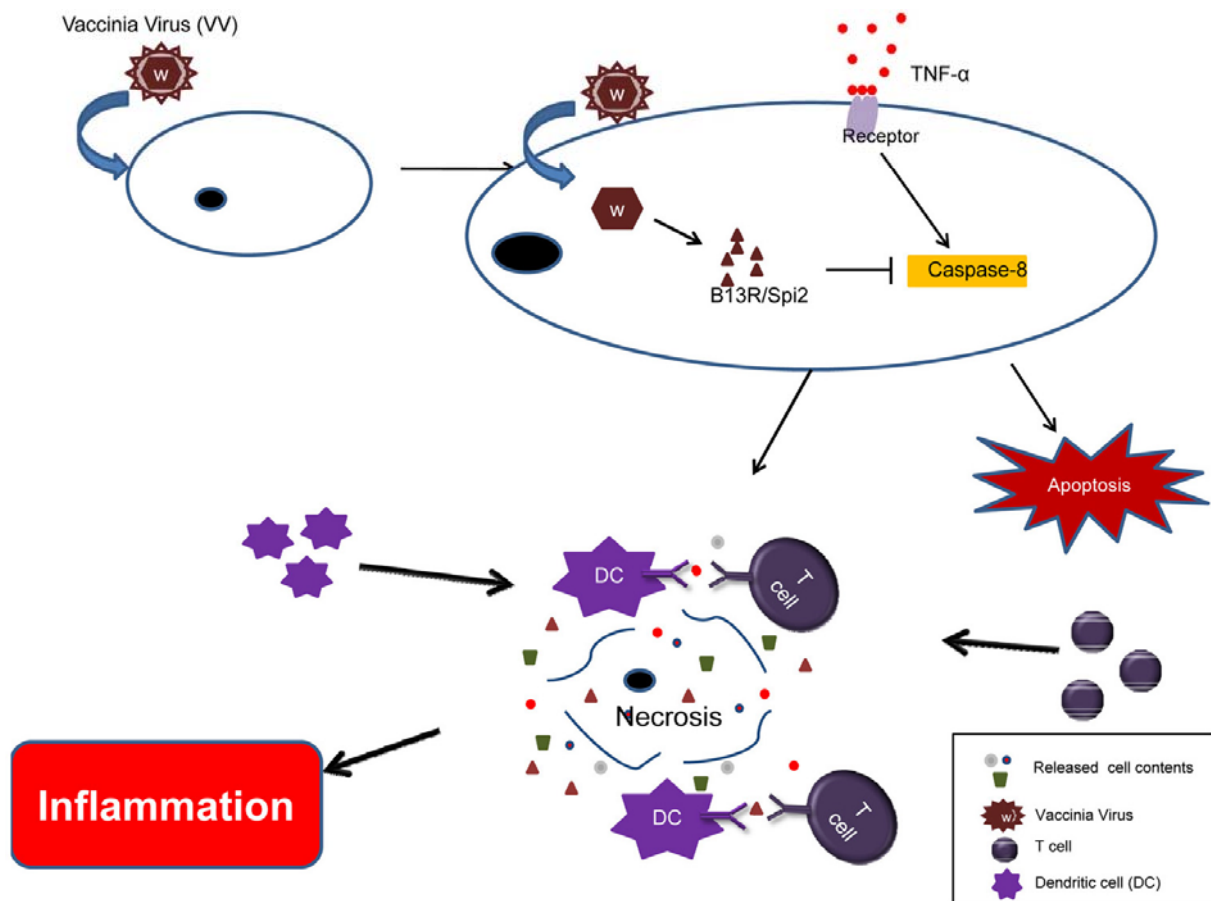 Vaccinia Virus (VV)
W
W
TNF-α
Receptor
W
Caspase-8
B13R/Spi2
Apoptosis
DC
T
cell
Necrosis
Inflammation
DC
T
cell
Released cell contents
W
Vaccinia Virus
T cell
Dendritic cell (DC)